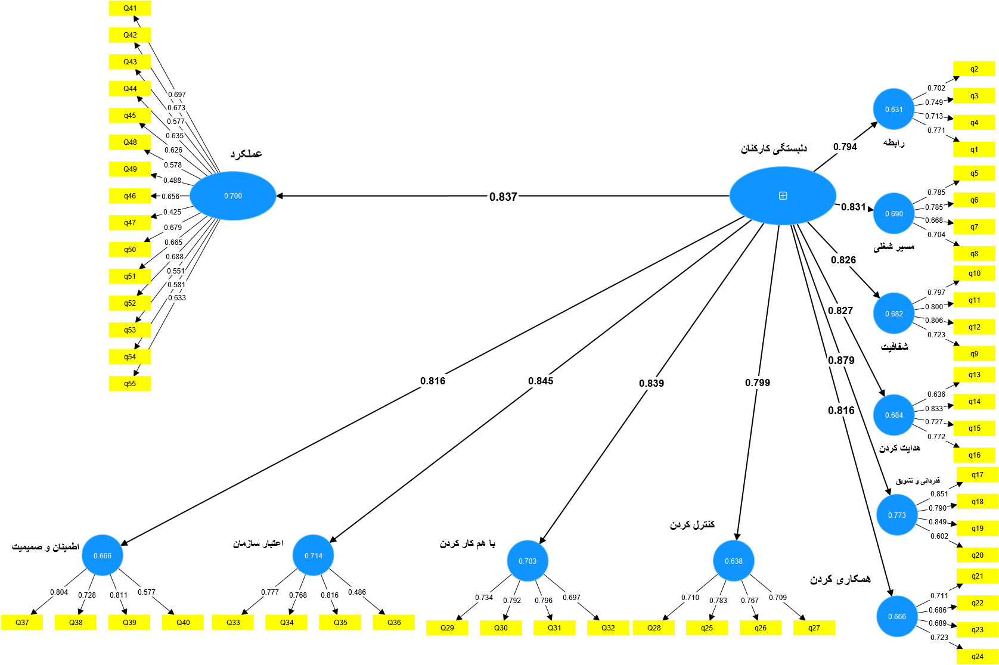 Q41
Q42
Q43
Q44
q45
Q48
Q49
q46
q47
q50
q51
q52
q53
q54
q55
0.697
0.673
0.577
0.635
0.626
0.578
0.488
0.656
0.425
0.679
0.665
0.688
0.551
0.581
0.633
عملکرد
0.700
0.837
دلبستگی کارکنان
0.794
0.831
0.826
0.827
0.879
0.816
0.816
0.845
0.839
0.799
0.631
رابطه
0.702
0.749
0.713
0.771
q2
q3
q4
q1
0.690
مسیر شغلی
0.785
0.785
0.668
0.704
q5
q6
q7
q8
0.682
شفافیت
0.797
0.800
0.806
0.723
q10
q11
q12
q9
0.684
هدایت کردن
0.636
0.833
0.727
0.772
q13
q14
q15
q16
قدردانی و تشویق
0.773
0.851
0.790
0.849
0.602
q17
q18
q19
q20
همکاری کردن
0.666
0.711
0.686
0.689
0.723
q21
q22
q23
q24
کنترل کردن
0.638
0.710
0.783
0.767
0.709
Q28
q25
q26
q27
با هم کار کردن
0.703
0.734
0.792
0.796
0.697
Q29
Q30
Q31
Q32
اعتبار سازمان
0.714
0.777
0.768
0.816
0.486
Q33
Q34
Q35
Q36
اطمینان و صمیمیت
0.666
0.804
0.728
0.811
0.577
Q37
Q38
Q39
Q40